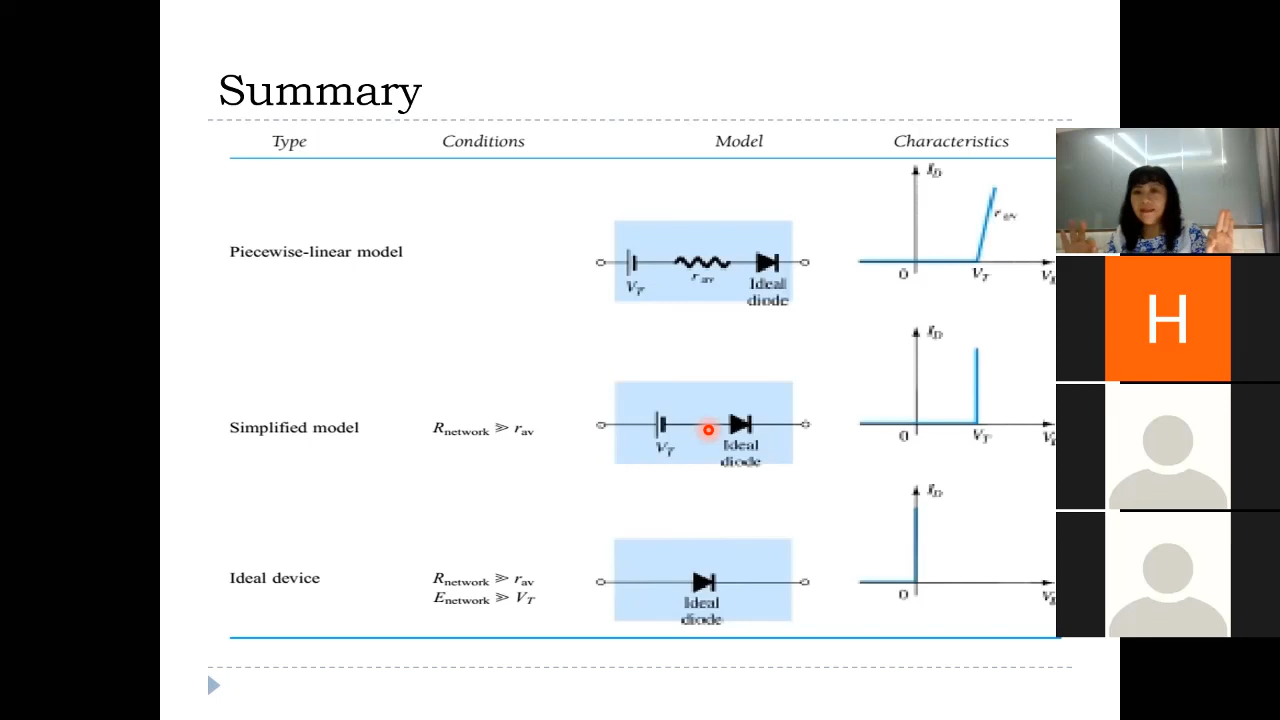 Summary
Type Conditions Model Characteristics
Piecewise-linear model
V_T r_av Ideal diode
I_D r_av 0 V_T
Simplified model
R_network ≫ r_av
V_T Ideal diode
I_D 0 V_T
Ideal device
R_network ≫ r_av
E_network ≫ V_T
Ideal diode
I_D 0
H